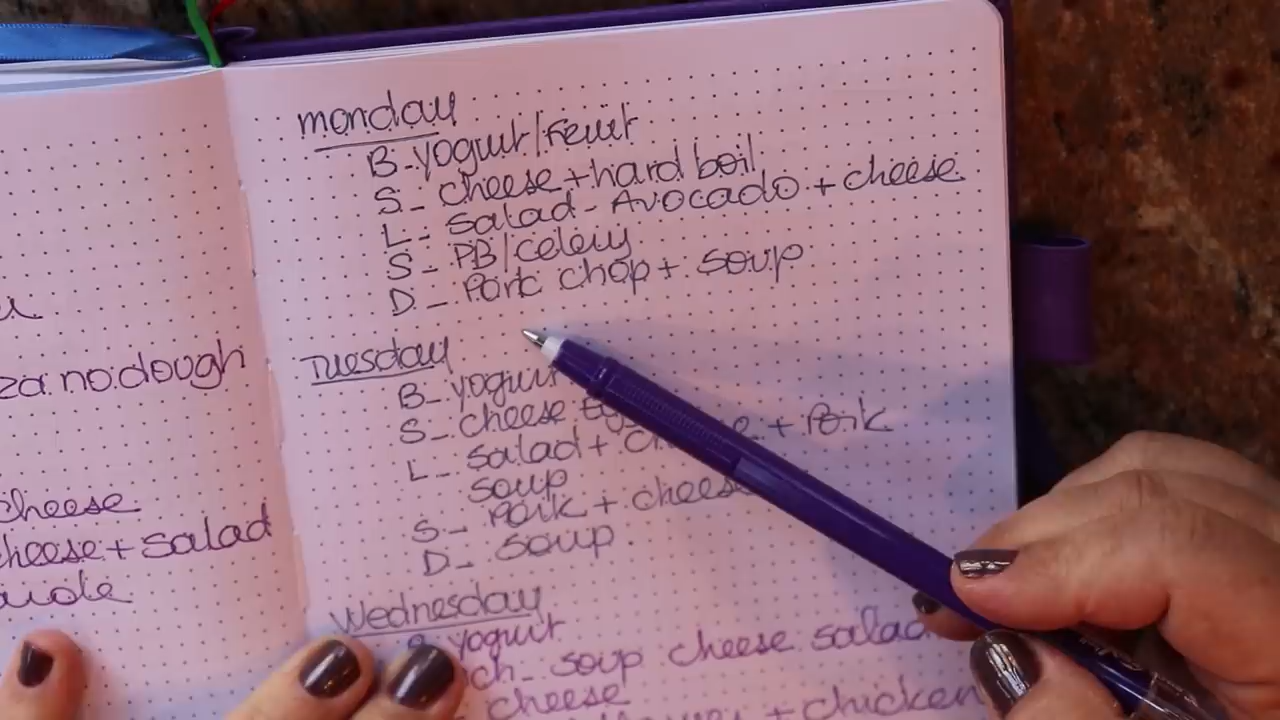 monday
B - yogurt/Fruit
S - cheese + hard boil
L - salad - Avocado + cheese
S - PB/celery
D - Pork chop + soup
Tuesday
B - yogurt
S - cheese
L - salad + + Pork
soup
S - Pork + cheese
D - soup
Wednesday
yogurt
soup cheese salad
cheese
+ chicken
za no dough
cheese
cheese + salad